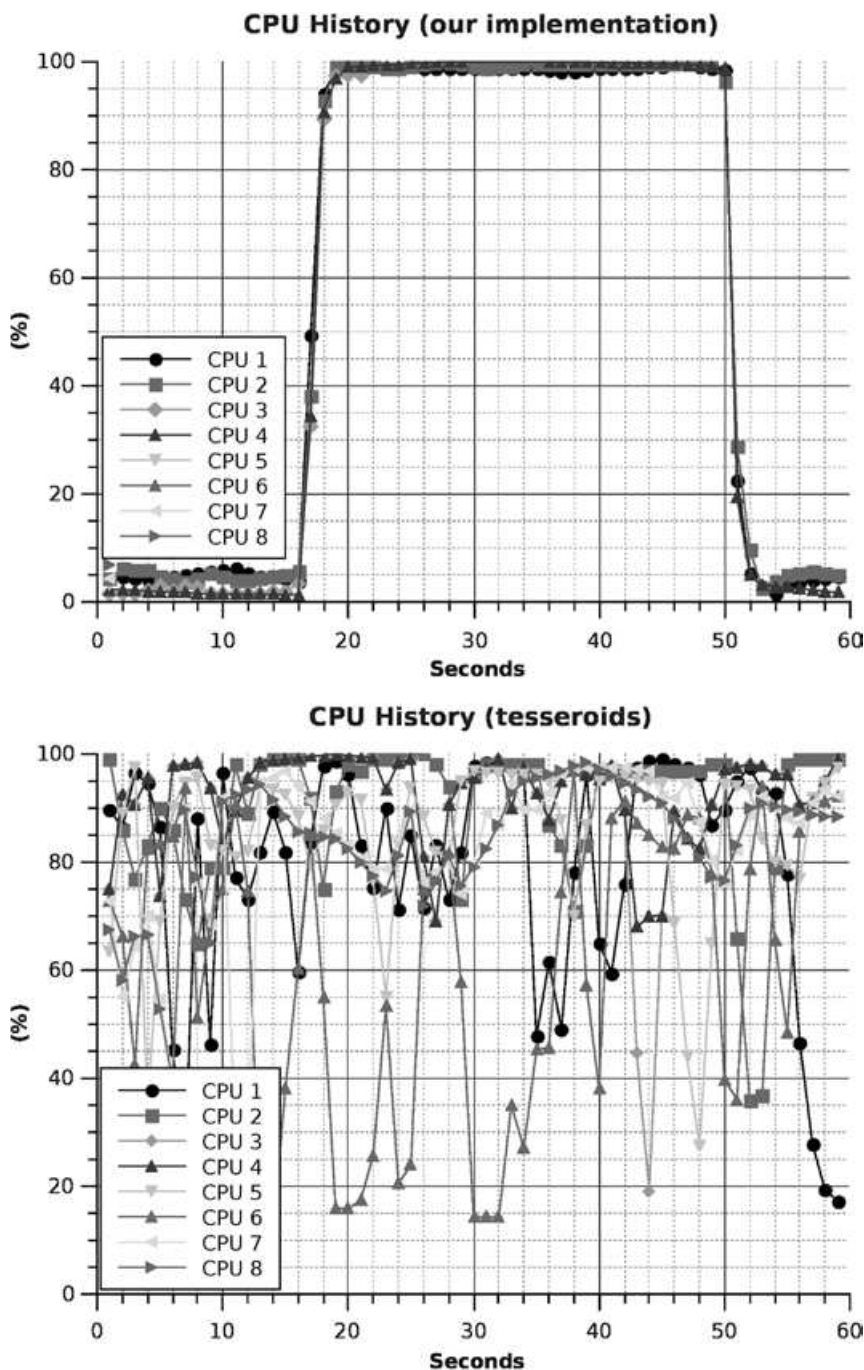 CPU History (our implementation)
100
80
60
40
20
0
(%)
CPU 1
CPU 2
CPU 3
CPU 4
CPU 5
CPU 6
CPU 7
CPU 8
0 10 20 30 40 50 60
Seconds
CPU History (tesseroids)
100
80
60
40
20
0
(%)
CPU 1
CPU 2
CPU 3
CPU 4
CPU 5
CPU 6
CPU 7
CPU 8
0 10 20 30 40 50 60
Seconds